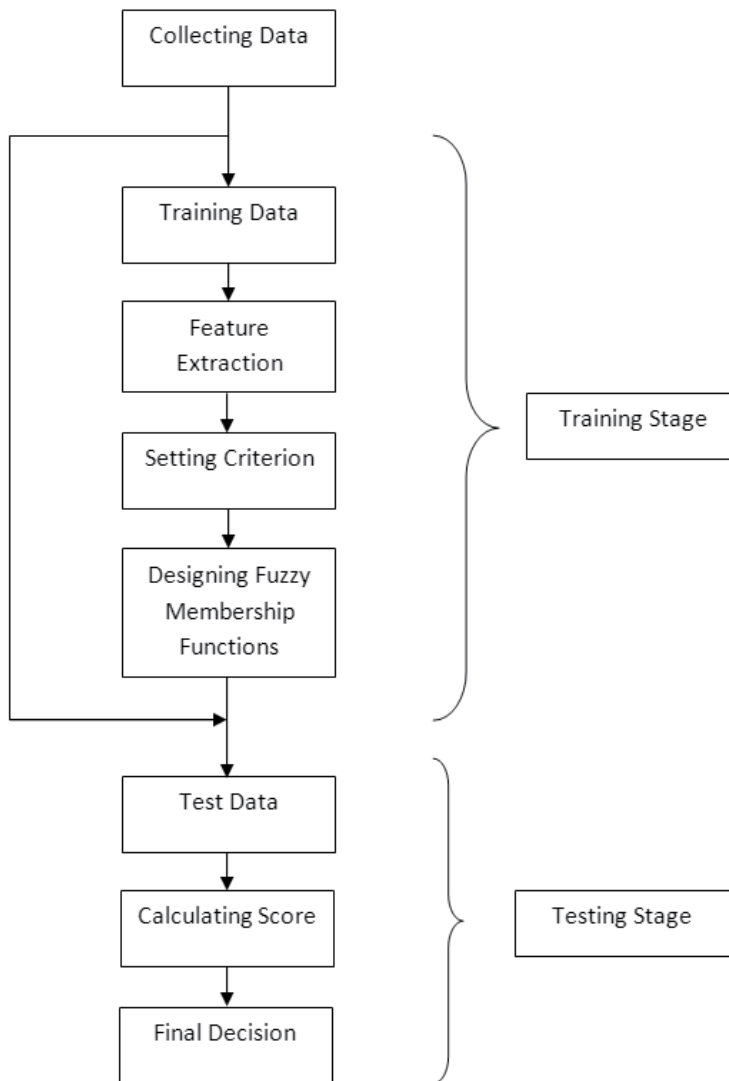 Collecting Data
Training Data
Feature
Extraction
Setting Criterion
Designing Fuzzy
Membership
Functions
Training Stage
Test Data
Calculating Score
Final Decision
Testing Stage